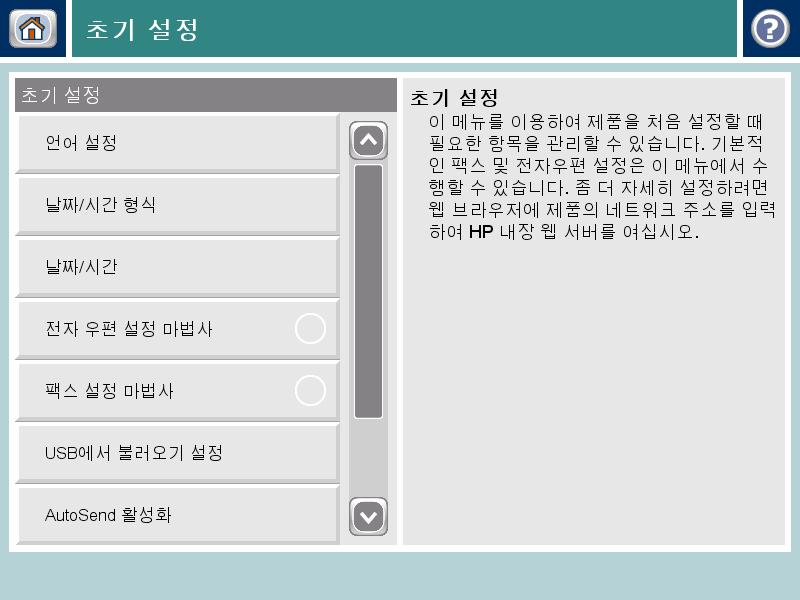 초기 설정
초기 설정
언어 설정
날짜/시간 형식
날짜/시간
전자 우편 설정 마법사
팩스 설정 마법사
USB에서 불러오기 설정
AutoSend 활성화
초기 설정
이 메뉴를 이용하여 제품을 처음 설정할 때
필요한 항목을 관리할 수 있습니다. 기본적
인 팩스 및 전자우편 설정은 이 메뉴에서 수
행할 수 있습니다. 좀 더 자세히 설정하려면
웹 브라우저에 제품의 네트워크 주소를 입력
하여 HP 내장 웹 서버를 여십시오.
?